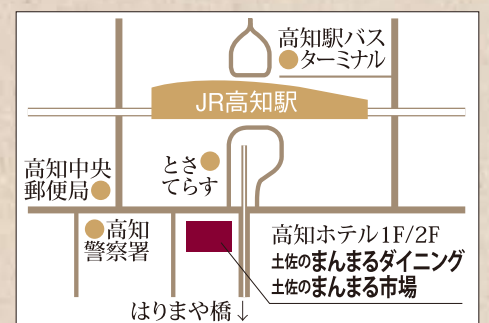 高知駅バス
ターミナル
JR高知駅
高知中央
郵便局
とさ
てらす
高知
警察署
高知ホテル1F/2F
土佐のまんまるダイニング
土佐のまんまる市場
はりまや橋↓